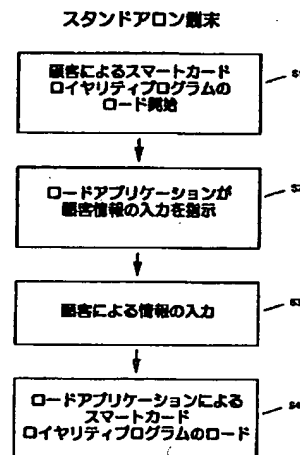 スタンドアロン端末
顧客によるスマートカード
ロイヤリティプログラムの
ロード開始
S1
ロードアプリケーションが
顧客情報の入力を指示
S2
顧客による情報の入力
S3
ロードアプリケーションによる
スマートカード
ロイヤリティプログラムのロード
S4